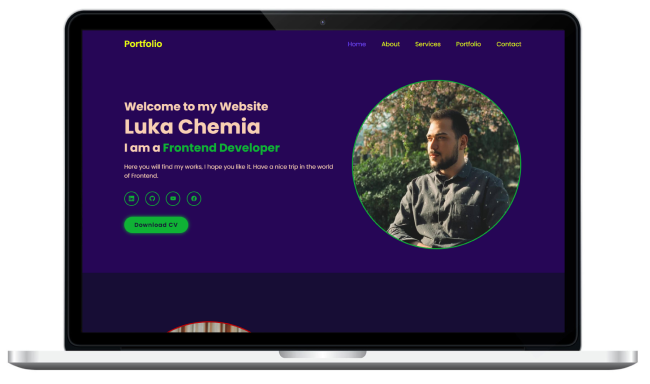 Portfolio
Home About Services Portfolio Contact
Welcome to my Website
Luka Chemia
I am a Frontend Developer
Here you will find my works, I hope you like it. Have a nice trip in the world
of Frontend.
Download CV